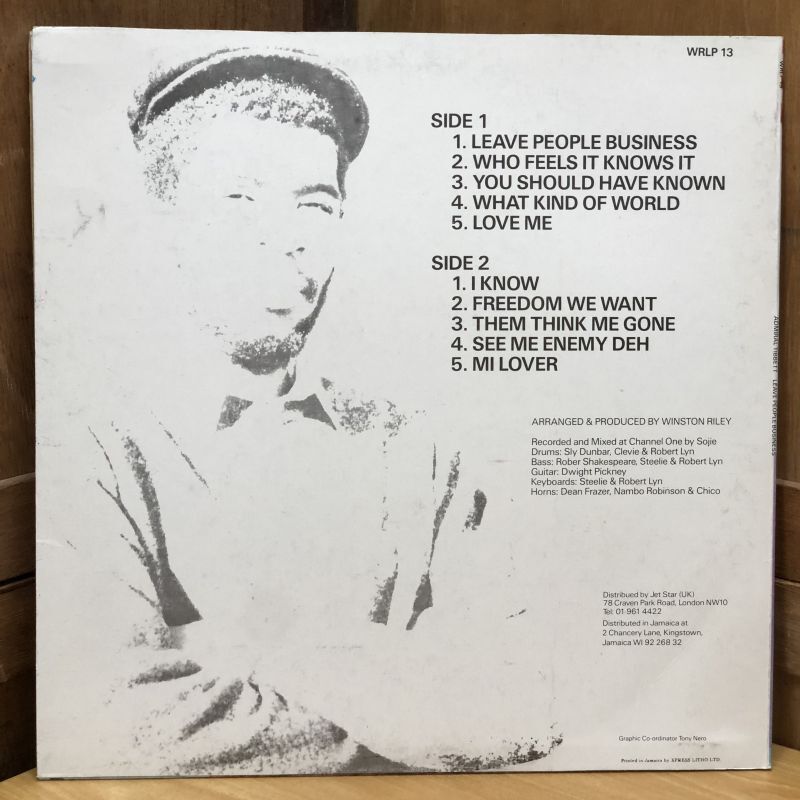 WRLP 13
SIDE 1
1. LEAVE PEOPLE BUSINESS
2. WHO FEELS IT KNOWS IT
3. YOU SHOULD HAVE KNOWN
4. WHAT KIND OF WORLD
5. LOVE ME
SIDE 2
1. I KNOW
2. FREEDOM WE WANT
3. THEM THINK ME GONE
4. SEE ME ENEMY DEH
5. MI LOVER
ARRANGED & PRODUCED BY WINSTON RILEY
Recorded and Mixed at Channel One by Sojie
Drums: Sly Dunbar, Clevie & Robert Lyn
Bass: Rober Shakespeare, Steelie & Robert Lyn
Guitar: Dwight Pickney
Keyboards: Steelie & Robert Lyn
Horns: Dean Frazer, Nambo Robinson & Chico
Distribued by Jet Star (UK)
78 Craven Park Road, London NW10
Tel: 01-961 4422
Distributed in Jamaica at
2 Chancery Lane, Kingstown,
Jamaica WI 92 268 32
Graphic Co-ordinator Tony Nero
Printed in Jamaica by XPRESS LITHO LTD.
ADMIRAL TIBBETT LEAVE PEOPLE BUSINESS